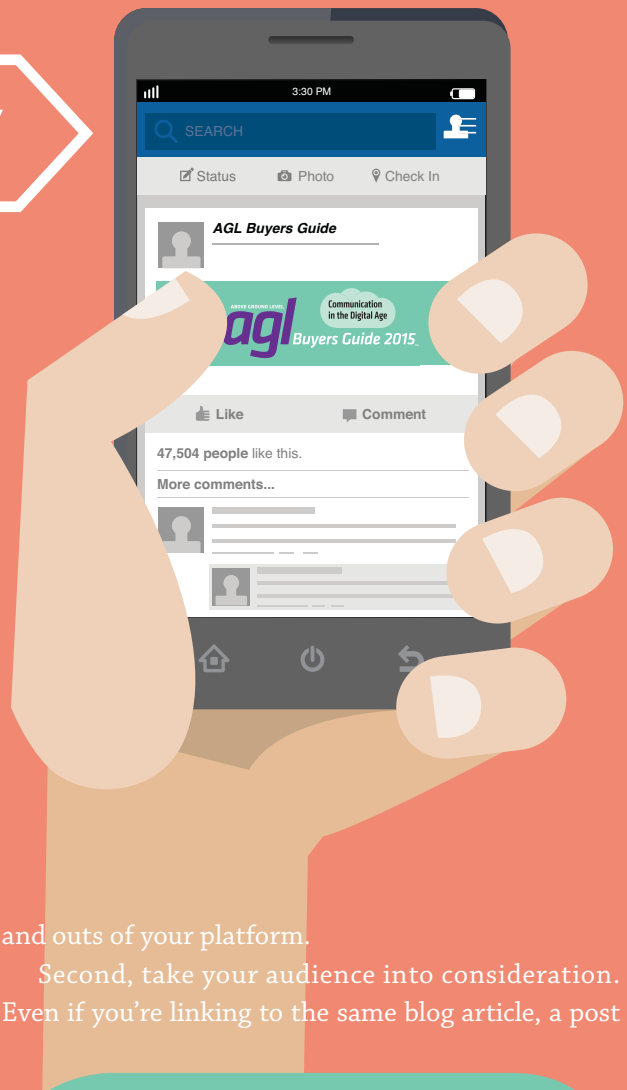 3:30 PM
SEARCH
Status Photo Check In
AGL Buyers Guide
ABOVE GROUND LEVEL
agl
Communication
in the Digital Age
Buyers Guide 2015
Like Comment
47,504 people like this.
More comments...
and outs of your platform.
Second, take your audience into consideration.
Even if you’re linking to the same blog article, a post